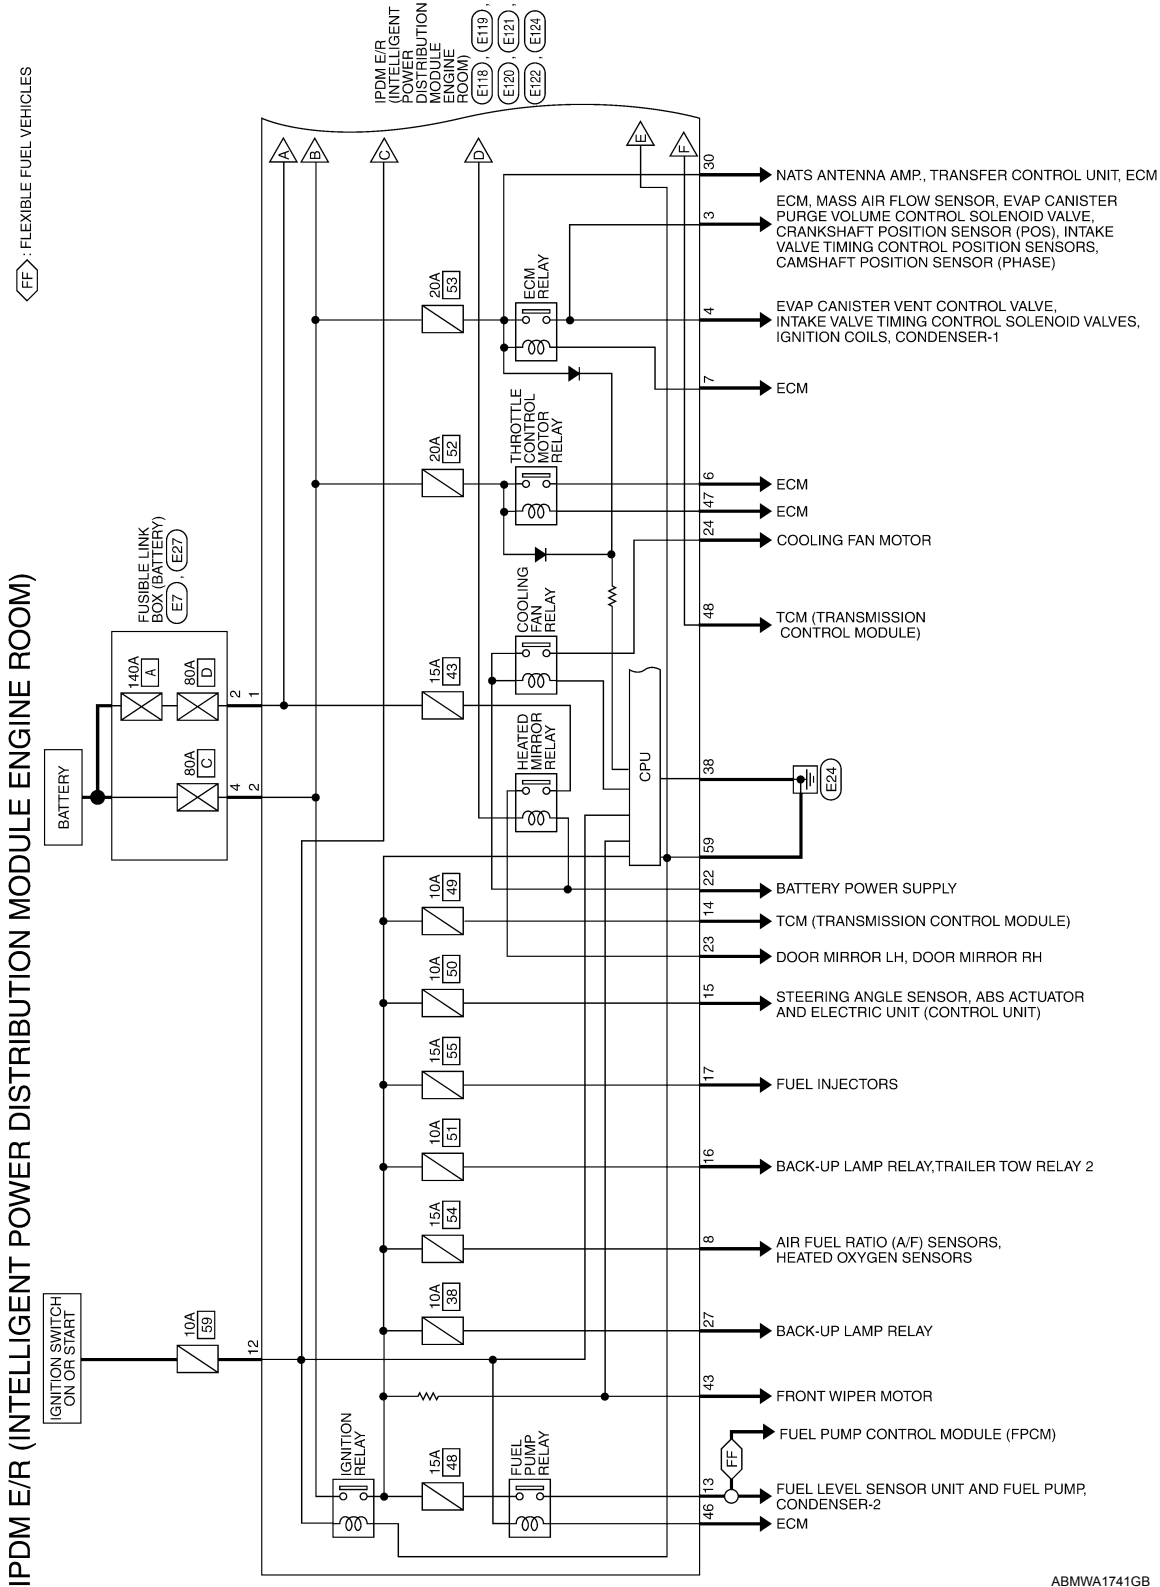 IPDM E/R (INTELLIGENT POWER DISTRIBUTION MODULE ENGINE ROOM)
FF : FLEXIBLE FUEL VEHICLES
IPDM E/R
(INTELLIGENT
POWER
DISTRIBUTION
MODULE
ENGINE
ROOM)
E118 , E119 ,
E120 , E121 ,
E122 , E124
A
B
C
D
E
F
BATTERY
FUSIBLE LINK
BOX (BATTERY)
E7 , E27
140A
A
80A
D
80A
C
2
1
4
2
IGNITION SWITCH
ON OR START
10A
59
12
20A
53
ECM
RELAY
20A
52
THROTTLE
CONTROL
MOTOR
RELAY
COOLING
FAN
RELAY
15A
43
HEATED
MIRROR
RELAY
CPU
10A
49
10A
50
15A
55
10A
51
15A
54
10A
38
IGNITION
RELAY
15A
48
FUEL
PUMP
RELAY
30
NATS ANTENNA AMP., TRANSFER CONTROL UNIT, ECM
3
ECM, MASS AIR FLOW SENSOR, EVAP CANISTER
PURGE VOLUME CONTROL SOLENOID VALVE,
CRANKSHAFT POSITION SENSOR (POS), INTAKE
VALVE TIMING CONTROL POSITION SENSORS,
CAMSHAFT POSITION SENSOR (PHASE)
4
EVAP CANISTER VENT CONTROL VALVE,
INTAKE VALVE TIMING CONTROL SOLENOID VALVES,
IGNITION COILS, CONDENSER-1
7
ECM
6
ECM
47
ECM
24
COOLING FAN MOTOR
48
TCM (TRANSMISSION
CONTROL MODULE)
38
E24
59
22
BATTERY POWER SUPPLY
14
TCM (TRANSMISSION CONTROL MODULE)
23
DOOR MIRROR LH, DOOR MIRROR RH
15
STEERING ANGLE SENSOR, ABS ACTUATOR
AND ELECTRIC UNIT (CONTROL UNIT)
17
FUEL INJECTORS
16
BACK-UP LAMP RELAY,TRAILER TOW RELAY 2
8
AIR FUEL RATIO (A/F) SENSORS,
HEATED OXYGEN SENSORS
27
BACK-UP LAMP RELAY
43
FRONT WIPER MOTOR
FF
FUEL PUMP CONTROL MODULE (FPCM)
13
FUEL LEVEL SENSOR UNIT AND FUEL PUMP,
CONDENSER-2
46
ECM
ABMWA1741GB